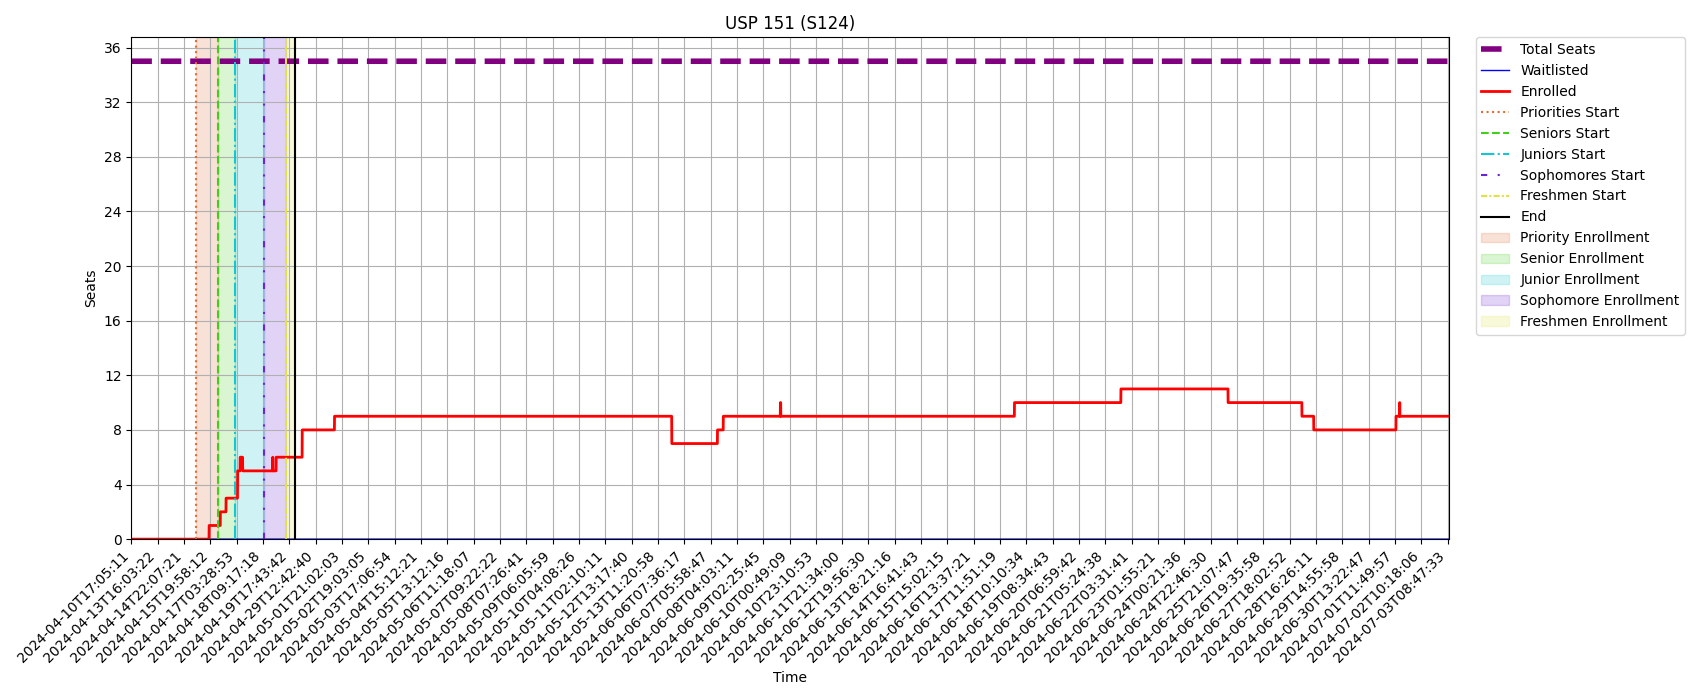 USP 151 (S124)
Seats
36
32
28
24
20
16
12
8
4
0
2024-04-10T17:05:11
2024-04-13T16:03:22
2024-04-14T22:07:21
2024-04-15T19:58:12
2024-04-17T03:28:53
2024-04-18T09:17:18
2024-04-19T17:43:42
2024-04-29T12:42:40
2024-05-01T21:02:03
2024-05-02T19:03:05
2024-05-03T17:06:54
2024-05-04T15:12:21
2024-05-05T13:12:16
2024-05-06T11:18:07
2024-05-07T09:22:22
2024-05-08T07:26:41
2024-05-09T06:05:59
2024-05-10T04:08:26
2024-05-11T02:10:11
2024-05-12T13:17:40
2024-05-13T11:20:58
2024-06-06T07:36:17
2024-06-07T05:58:47
2024-06-08T04:03:11
2024-06-09T02:25:45
2024-06-10T00:49:09
2024-06-10T23:10:53
2024-06-11T21:34:00
2024-06-12T19:56:30
2024-06-13T18:21:16
2024-06-14T16:41:43
2024-06-15T15:02:15
2024-06-16T13:37:21
2024-06-17T11:51:19
2024-06-18T10:10:34
2024-06-19T08:34:43
2024-06-20T06:59:42
2024-06-21T05:24:38
2024-06-22T03:31:41
2024-06-23T01:55:21
2024-06-24T00:21:36
2024-06-24T22:46:30
2024-06-25T21:07:47
2024-06-26T19:35:58
2024-06-27T18:02:52
2024-06-28T16:26:11
2024-06-29T14:55:58
2024-06-30T13:22:47
2024-07-01T11:49:57
2024-07-02T10:18:06
2024-07-03T08:47:33
Time
Total Seats
Waitlisted
Enrolled
Priorities Start
Seniors Start
Juniors Start
Sophomores Start
Freshmen Start
End
Priority Enrollment
Senior Enrollment
Junior Enrollment
Sophomore Enrollment
Freshmen Enrollment